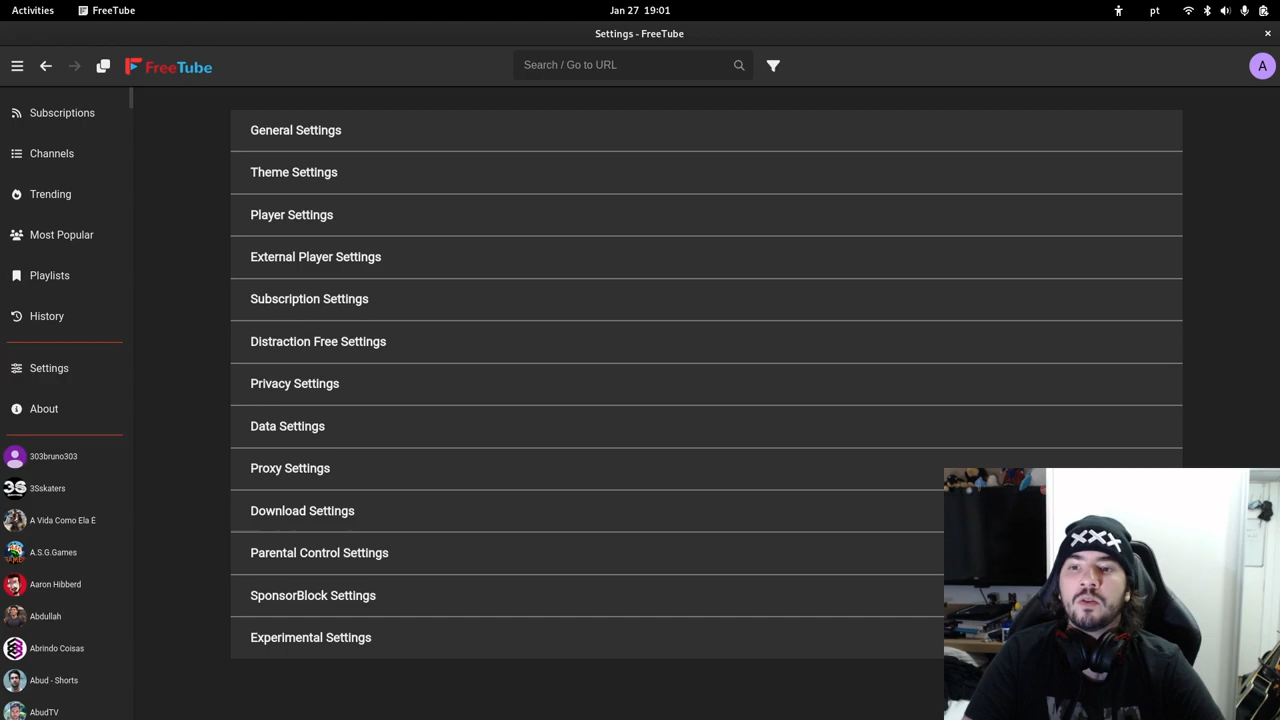 Activities
FreeTube
Jan 27 19:01
pt
Settings - FreeTube
FreeTube
Search / Go to URL
A
Subscriptions
Channels
Trending
Most Popular
Playlists
History
Settings
About
303bruno303
3Sskaters
A Vida Como Ela É
A.S.G.Games
Aaron Hibberd
Abdullah
Abrindo Coisas
Abud - Shorts
AbudTV
General Settings
Theme Settings
Player Settings
External Player Settings
Subscription Settings
Distraction Free Settings
Privacy Settings
Data Settings
Proxy Settings
Download Settings
Parental Control Settings
SponsorBlock Settings
Experimental Settings
XXX